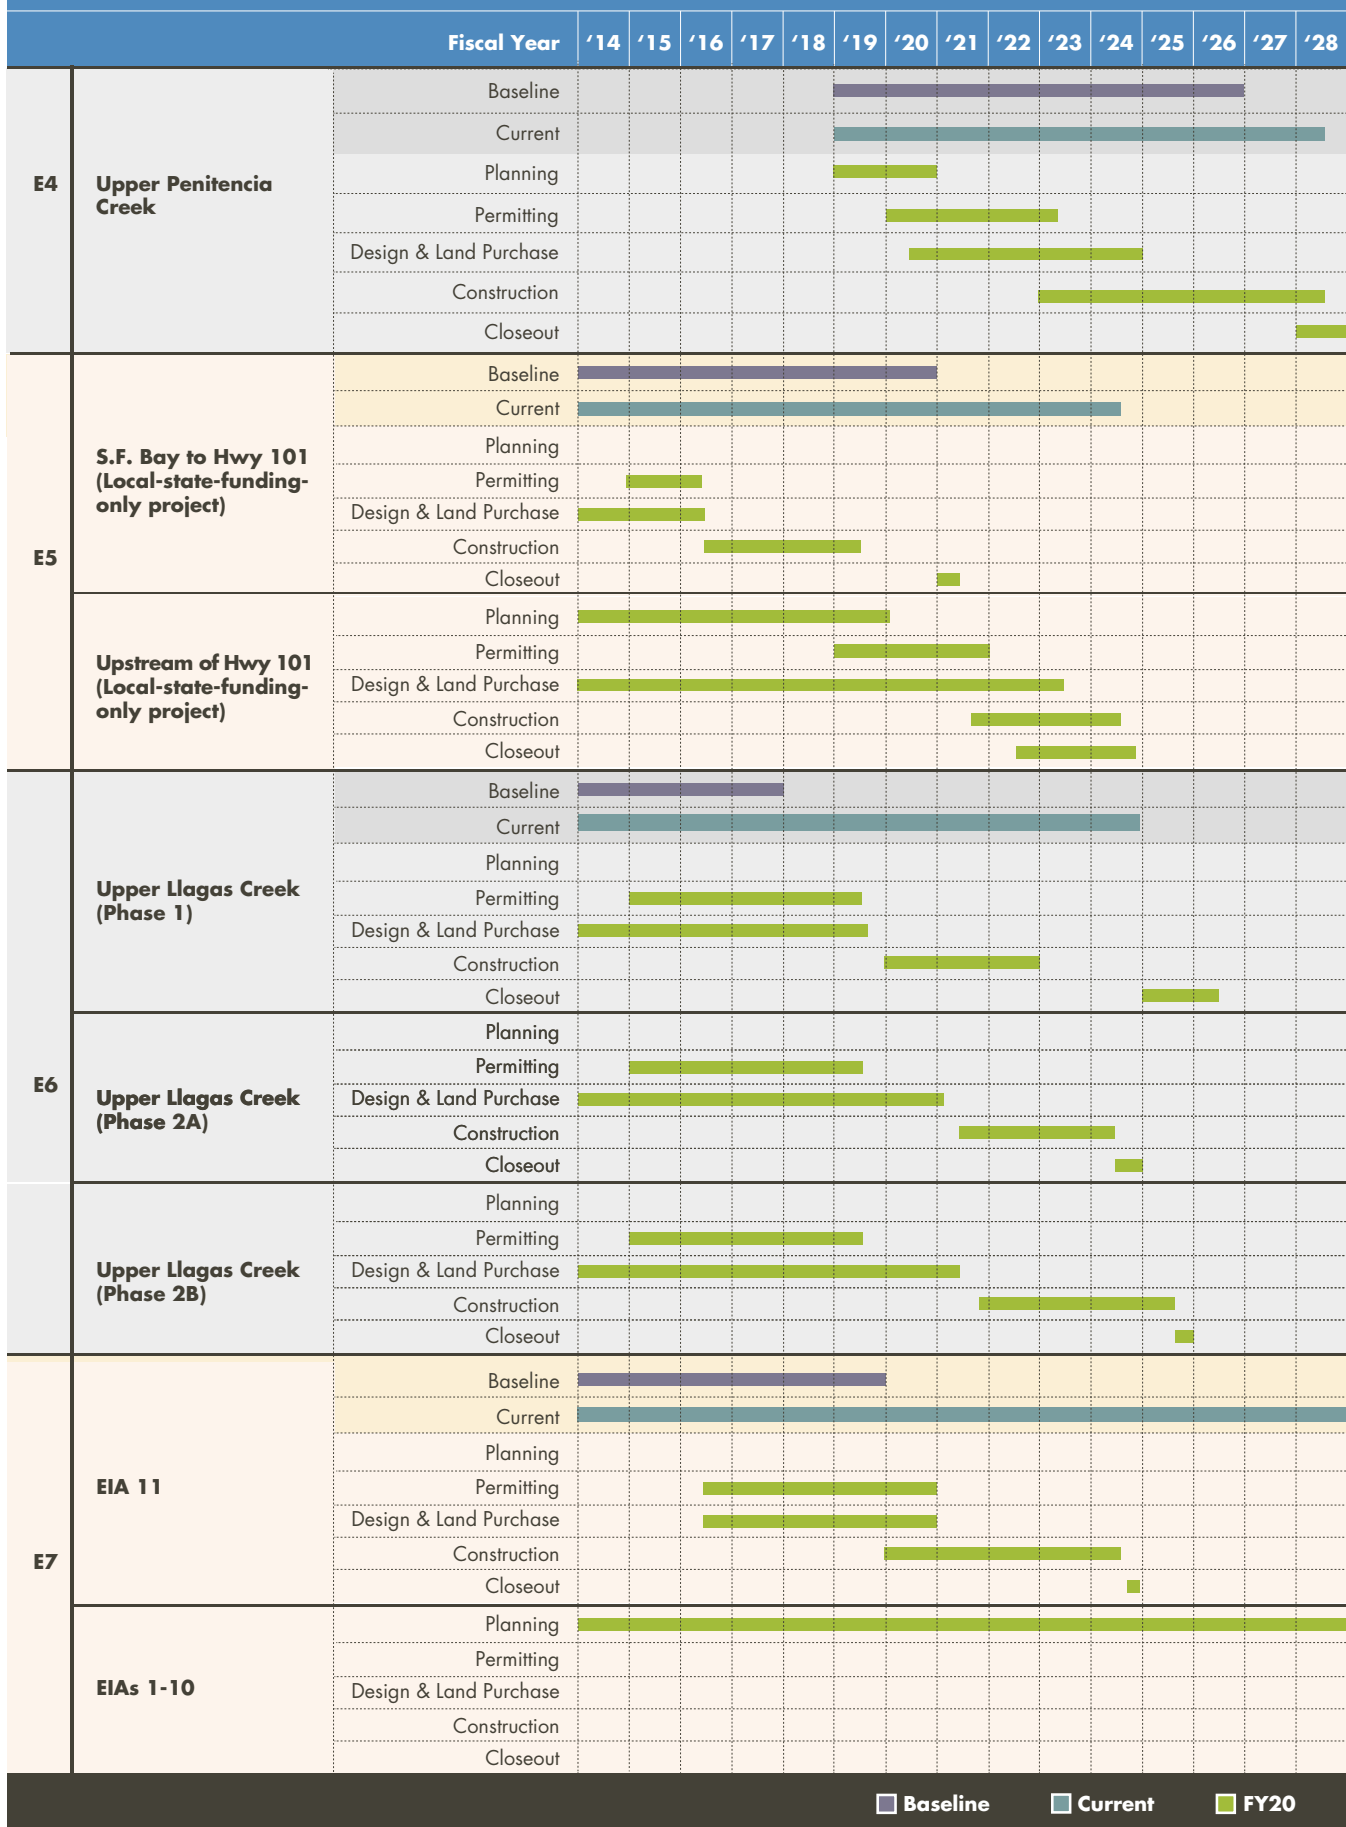 Fiscal Year ‘14 ‘15 ‘16 ‘17 ‘18 ‘19 ‘20 ‘21 ‘22 ‘23 ‘24 ‘25 ‘26 ‘27 ‘28
E4
Upper Penitencia
Creek
Baseline
Current
Planning
Permitting
Design & Land Purchase
Construction
Closeout
E5
S.F. Bay to Hwy 101
(Local-state-funding-
only project)
Baseline
Current
Planning
Permitting
Design & Land Purchase
Construction
Closeout
Upstream of Hwy 101
(Local-state-funding-
only project)
Planning
Permitting
Design & Land Purchase
Construction
Closeout
E6
Upper Llagas Creek
(Phase 1)
Baseline
Current
Planning
Permitting
Design & Land Purchase
Construction
Closeout
Upper Llagas Creek
(Phase 2A)
Planning
Permitting
Design & Land Purchase
Construction
Closeout
Upper Llagas Creek
(Phase 2B)
Planning
Permitting
Design & Land Purchase
Construction
Closeout
E7
EIA 11
Baseline
Current
Planning
Permitting
Design & Land Purchase
Construction
Closeout
EIAs 1-10
Planning
Permitting
Design & Land Purchase
Construction
Closeout
Baseline Current FY20